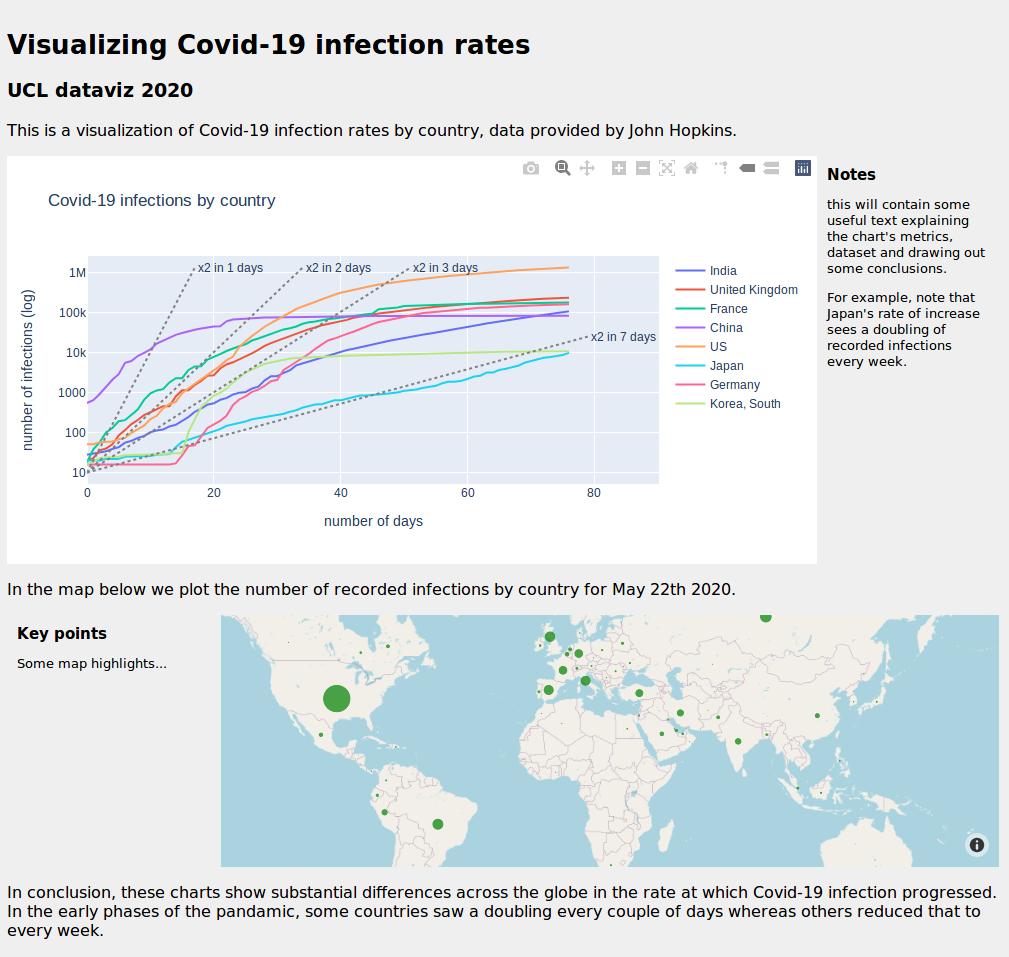 Visualizing Covid-19 infection rates
UCL dataviz 2020
This is a visualization of Covid-19 infection rates by country, data provided by John Hopkins.
Covid-19 infections by country
number of infections (log)
1M
100k
10k
1000
100
10
0
20
40
60
80
number of days
x2 in 1 days
x2 in 2 days
x2 in 3 days
x2 in 7 days
India
United Kingdom
France
China
US
Japan
Germany
Korea, South
Notes
this will contain some
useful text explaining
the chart's metrics,
dataset and drawing out
some conclusions.
For example, note that
Japan's rate of increase
sees a doubling of
recorded infections
every week.
In the map below we plot the number of recorded infections by country for May 22th 2020.
Key points
Some map highlights...
In conclusion, these charts show substantial differences across the globe in the rate at which Covid-19 infection progressed.
In the early phases of the pandamic, some countries saw a doubling every couple of days whereas others reduced that to
every week.